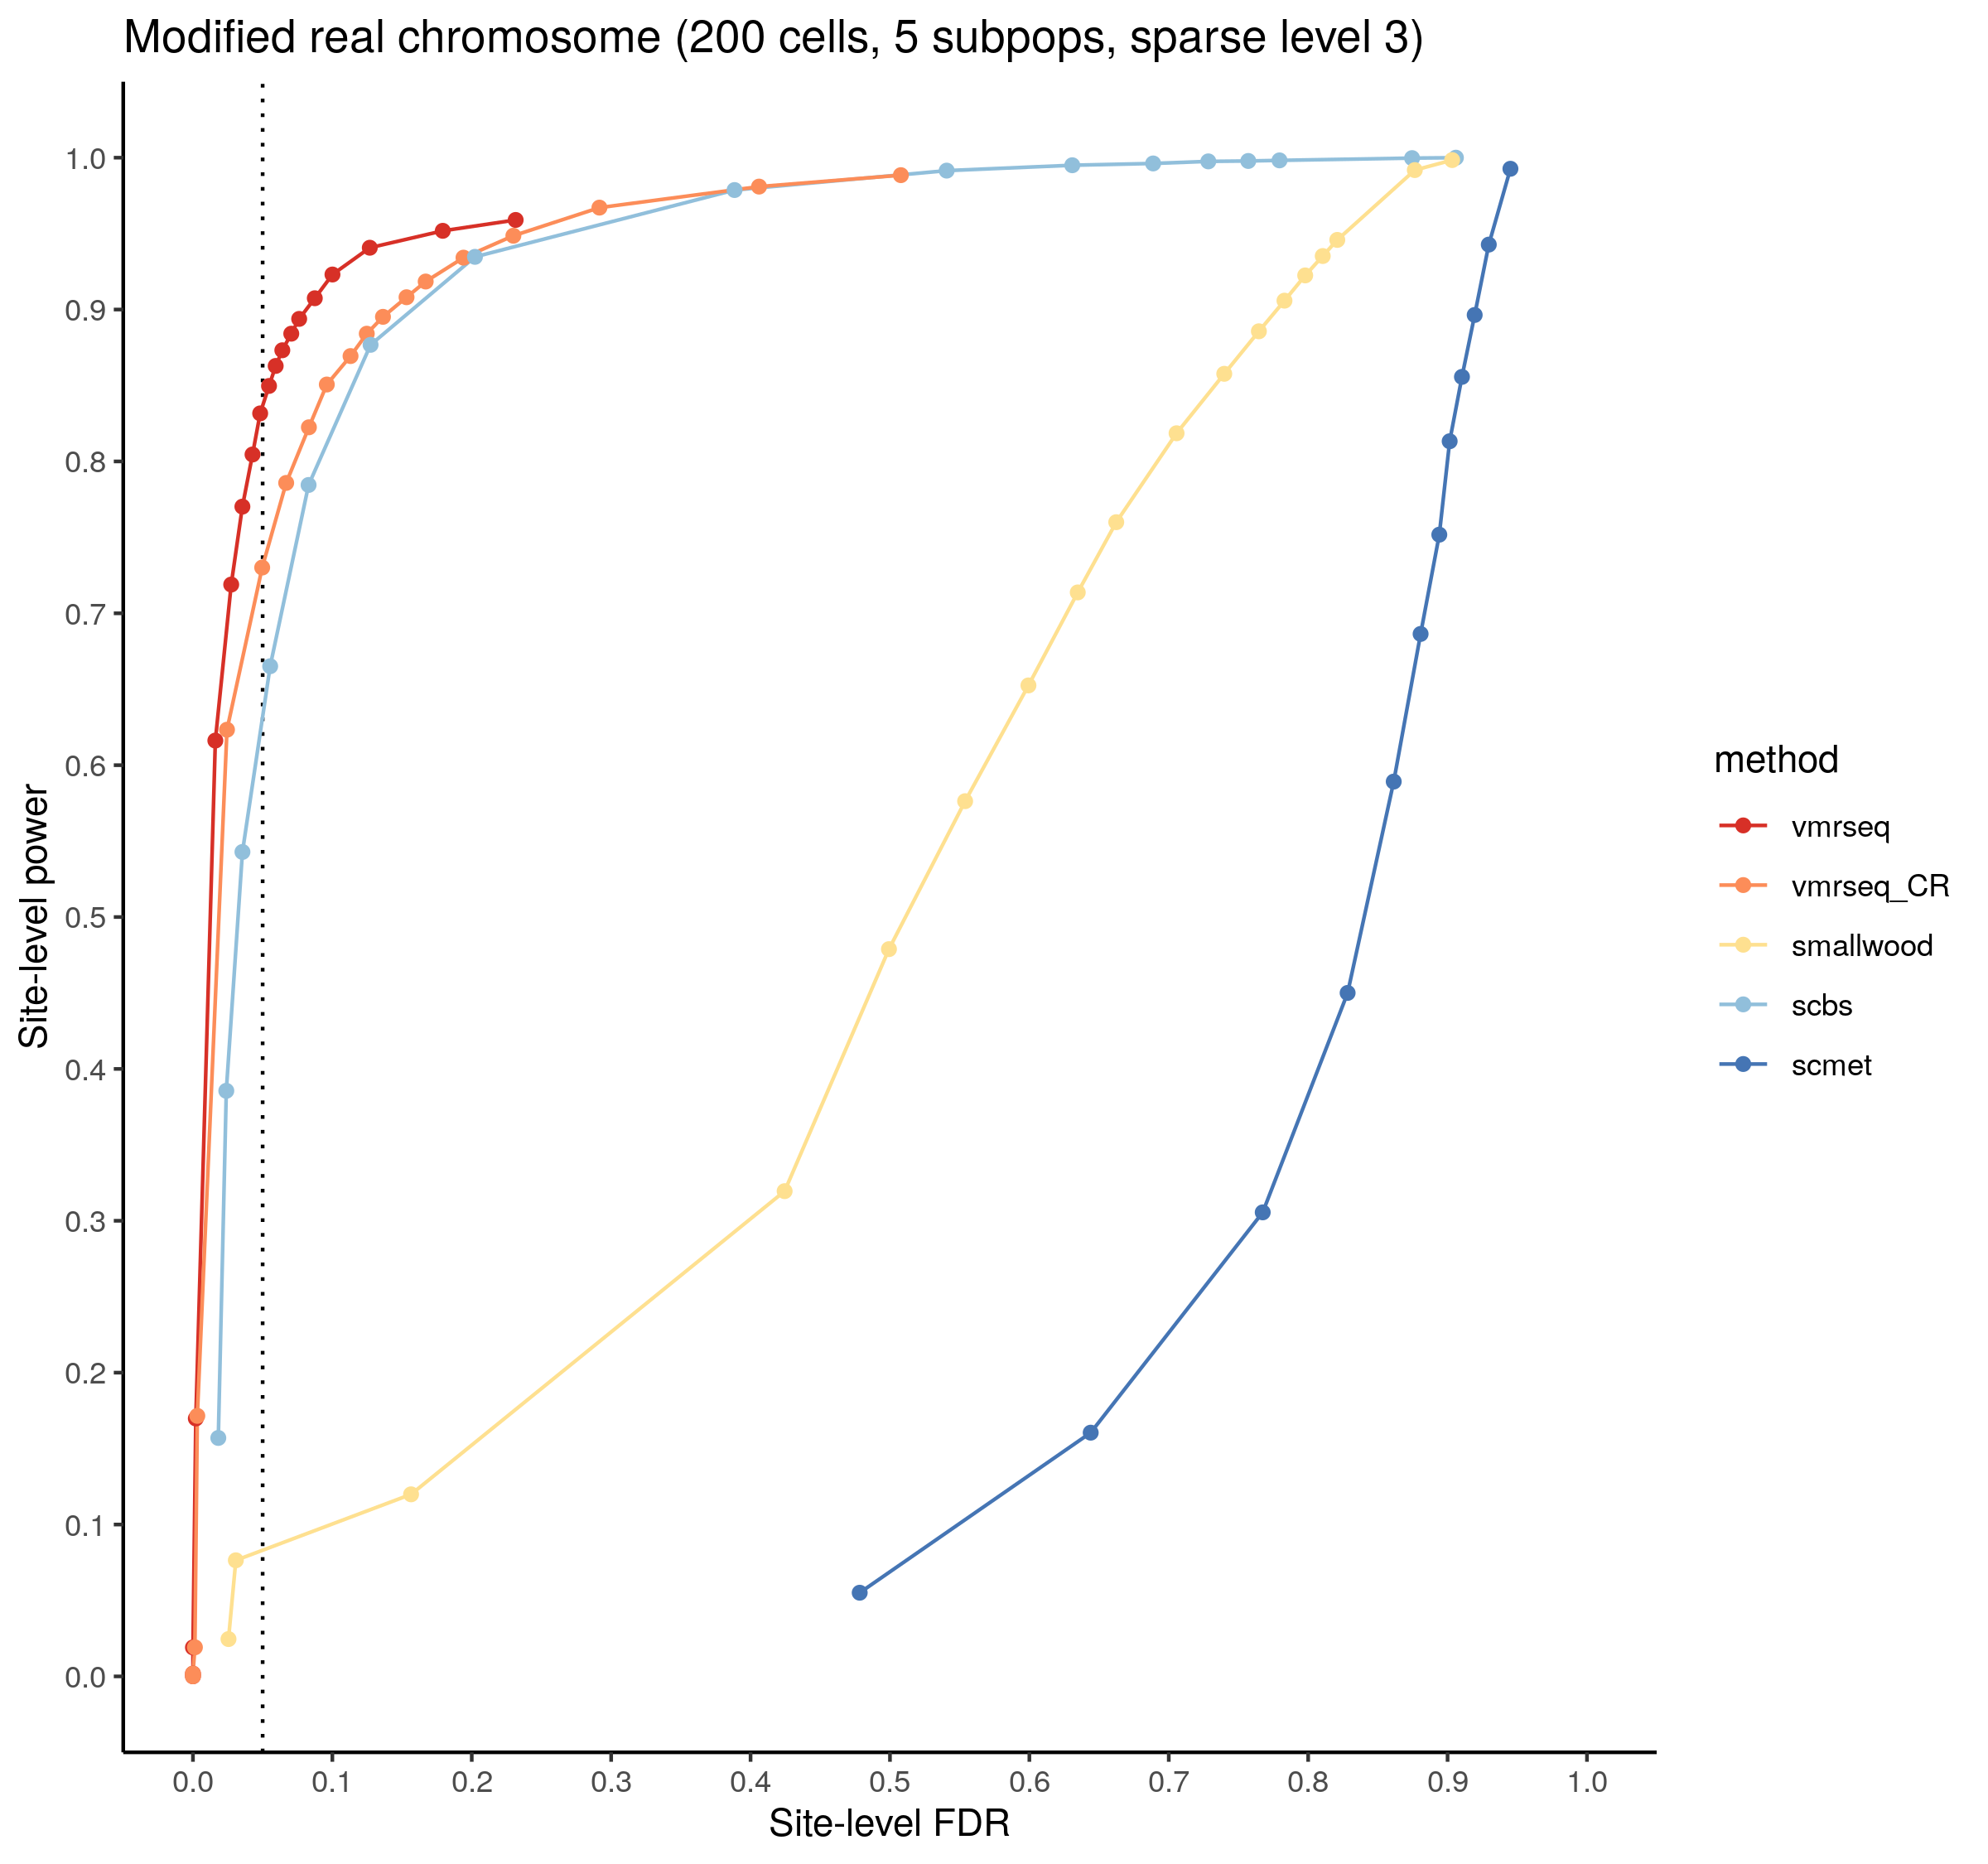 Modified real chromosome (200 cells, 5 subpops, sparse level 3)
Site-level power
1.0
0.9
0.8
0.7
0.6
0.5
0.4
0.3
0.2
0.1
0.0
0.0 0.1 0.2 0.3 0.4 0.5 0.6 0.7 0.8 0.9 1.0
Site-level FDR
method
vmrseq
vmrseq_CR
smallwood
scbs
scmet